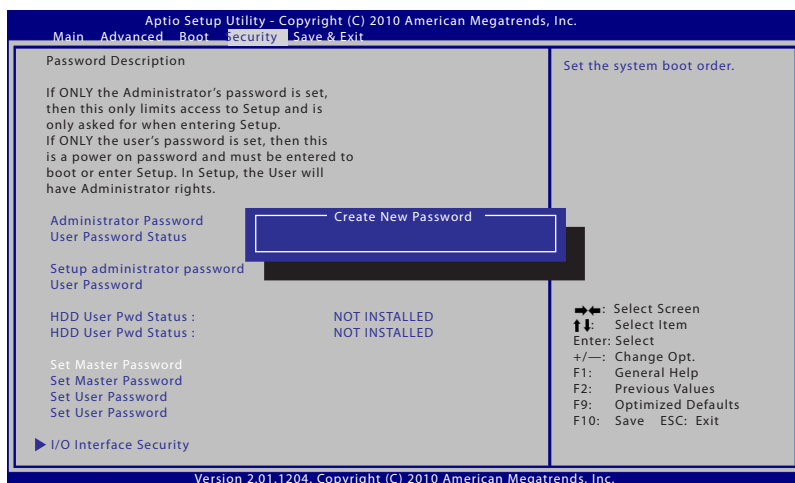 Aptio Setup Utility - Copyright (C) 2010 American Megatrends, Inc.
Main Advanced Boot Security Save & Exit
Password Description
If ONLY the Administrator's password is set,
then this only limits access to Setup and is
only asked for when entering Setup.
If ONLY the user's password is set, then this
is a power on password and must be entered to
boot or enter Setup. In Setup, the User will
have Administrator rights.
Administrator Password
User Password Status
Create New Password
Setup administrator password
User Password
HDD User Pwd Status : NOT INSTALLED
HDD User Pwd Status : NOT INSTALLED
Set Master Password
Set Master Password
Set User Password
Set User Password
I/O Interface Security
Set the system boot order.
➡⬅: Select Screen
⬆⬇: Select Item
Enter: Select
+/—: Change Opt.
F1: General Help
F2: Previous Values
F9: Optimized Defaults
F10: Save ESC: Exit
Version 2.01.1204. Copyright (C) 2010 American Megatrends, Inc.